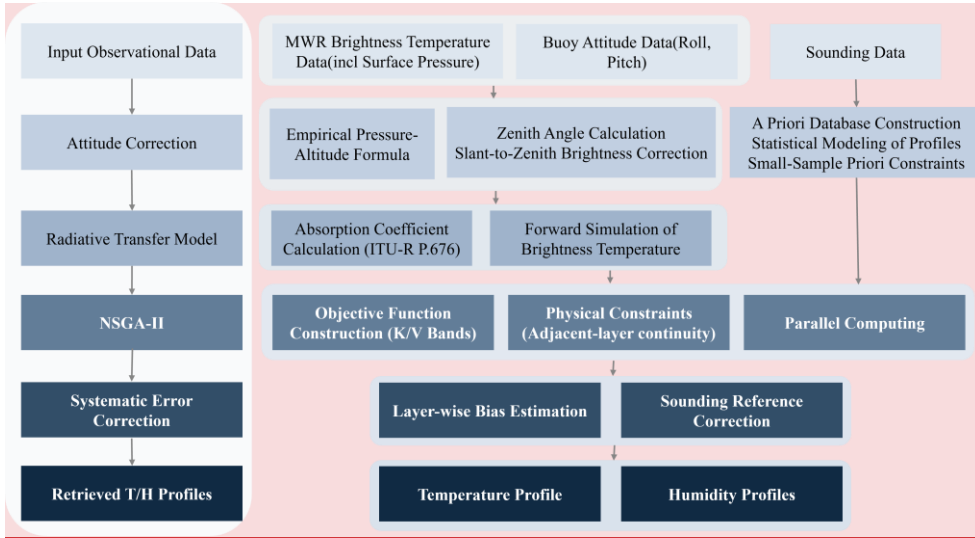 Input Observational Data
Attitude Correction
Radiative Transfer Model
NSGA-II
Systematic Error
Correction
Retrieved T/H Profiles
MWR Brightness Temperature
Data(incl Surface Pressure)
Buoy Attitude Data(Roll,
Pitch)
Sounding Data
Empirical Pressure-
Altitude Formula
Zenith Angle Calculation
Slant-to-Zenith Brightness Correction
A Priori Database Construction
Statistical Modeling of Profiles
Small-Sample Priori Constraints
Absorption Coefficient
Calculation (ITU-R P.676)
Forward Simulation of
Brightness Temperature
Objective Function
Construction (K/V Bands)
Physical Constraints
(Adjacent-layer continuity)
Parallel Computing
Layer-wise Bias Estimation
Sounding Reference
Correction
Temperature Profile
Humidity Profiles